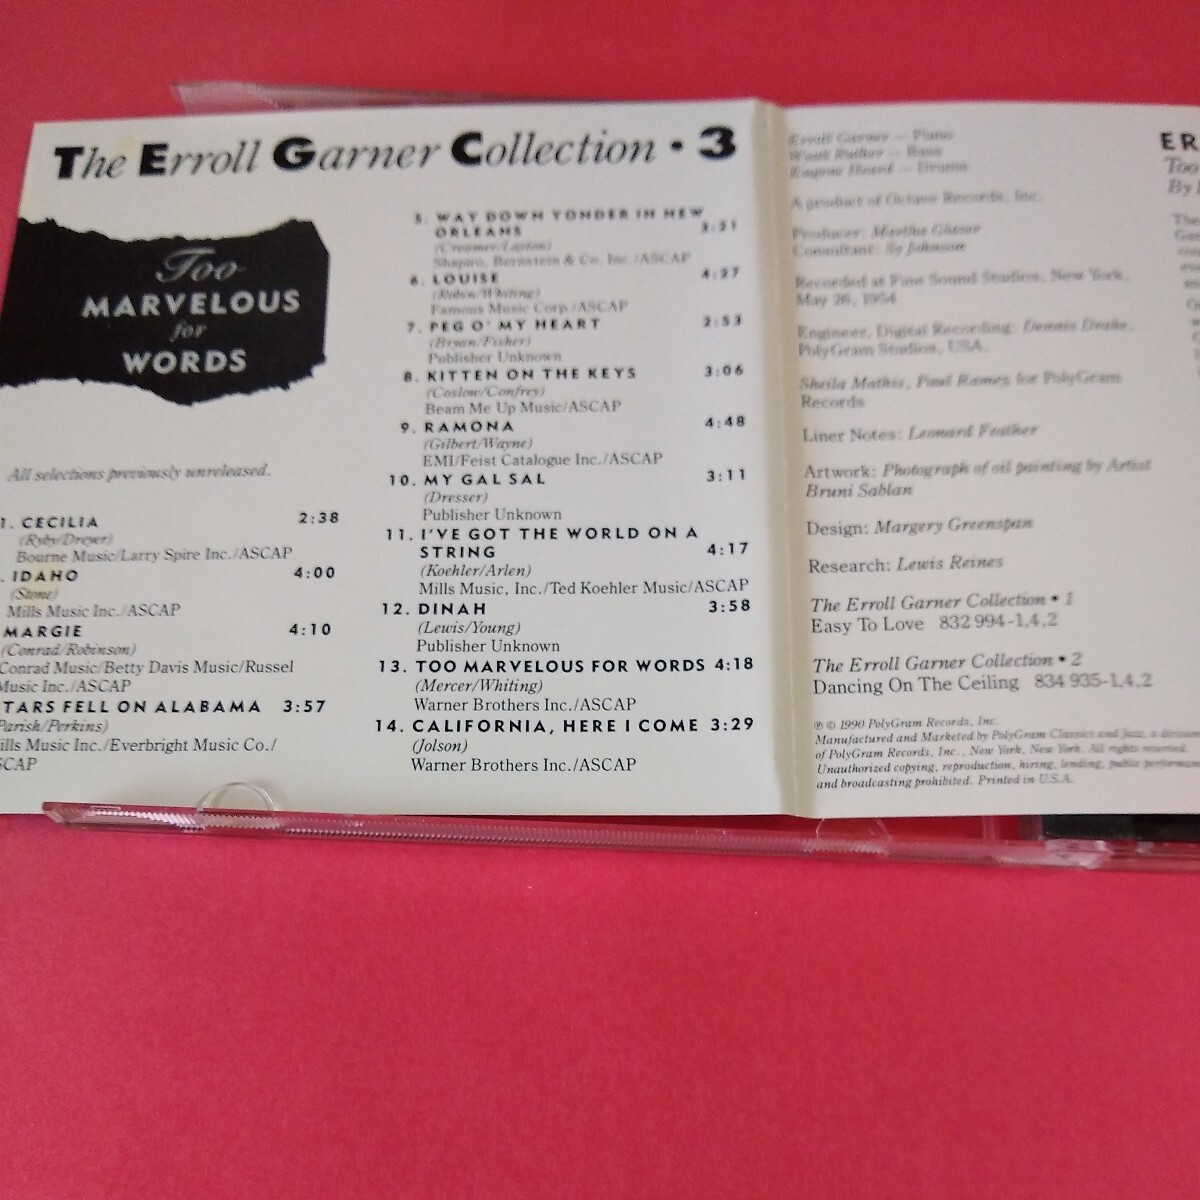 The Erroll Garner Collection • 3
Too
MARVELOUS
for
WORDS
All selections previously unreleased.
1. CECILIA 2:38
(Ruby/Dreyer)
Bourne Music/Larry Spire Inc./ASCAP
. IDAHO 4:00
(Stone)
Mills Music Inc./ASCAP
MARGIE 4:10
(Conrad/Robinson)
Conrad Music/Betty Davis Music/Russel
Music Inc./ASCAP
TARS FELL ON ALABAMA 3:57
Parish/Perkins)
ills Music Inc./Everbright Music Co./
SCAP
5. WAY DOWN YONDER IN NEW
ORLEANS 3:21
(Creamer/Layton)
Shapiro, Bernstein & Co. Inc./ASCAP
6. LOUISE 4:27
(Robin/Whiting)
Famous Music Corp./ASCAP
7. PEG O' MY HEART 2:53
(Bryan/Fisher)
Publisher Unknown
8. KITTEN ON THE KEYS 3:06
(Coslow/Confrey)
Beam Me Up Music/ASCAP
9. RAMONA 4:48
(Gilbert/Wayne)
EMI/Feist Catalogue Inc./ASCAP
10. MY GAL SAL 3:11
(Dresser)
Publisher Unknown
11. I'VE GOT THE WORLD ON A
STRING 4:17
(Koehler/Arlen)
Mills Music, Inc./Ted Koehler Music/ASCAP
12. DINAH 3:58
(Lewis/Young)
Publisher Unknown
13. TOO MARVELOUS FOR WORDS 4:18
(Mercer/Whiting)
Warner Brothers Inc./ASCAP
14. CALIFORNIA, HERE I COME 3:29
(Jolson)
Warner Brothers Inc./ASCAP
Erroll Garner — Piano
Wyatt Ruther — Bass
Eugene Heard — Drums
A product of Octave Records, Inc.
Producer: Martha Glaser
Consultant: Sy Johnson
Recorded at Fine Sound Studios, New York,
May 26, 1954
Engineer, Digital Recording: Dennis Drake,
PolyGram Studios, USA.
Sheila Mathis, Paul Ramey for PolyGram
Records
Liner Notes: Leonard Feather
Artwork: Photograph of oil painting by Artist
Bruni Sablan
Design: Margery Greenspan
Research: Lewis Reines
The Erroll Garner Collection • 1
Easy To Love 832 994-1,4,2
The Erroll Garner Collection • 2
Dancing On The Ceiling 834 935-1,4,2
℗ © 1990 PolyGram Records, Inc.
Manufactured and Marketed by PolyGram Classics and Jazz, a division
of PolyGram Records, Inc., New York, New York. All rights reserved.
Unauthorized copying, reproduction, hiring, lending, public performan
and broadcasting prohibited. Printed in U.S.A.
ER
Too
By